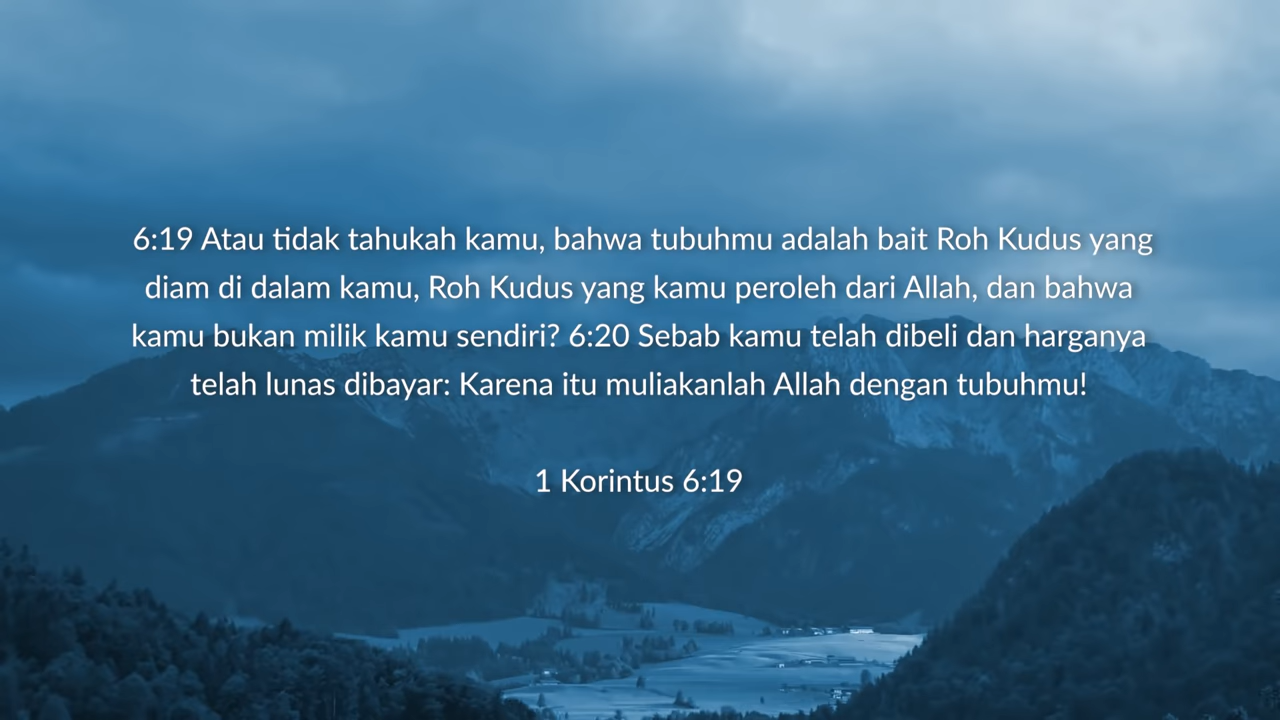 6:19 Atau tidak tahukah kamu, bahwa tubuhmu adalah bait Roh Kudus yang
diam di dalam kamu, Roh Kudus yang kamu peroleh dari Allah, dan bahwa
kamu bukan milik kamu sendiri? 6:20 Sebab kamu telah dibeli dan harganya
telah lunas dibayar: Karena itu muliakanlah Allah dengan tubuhmu!
1 Korintus 6:19